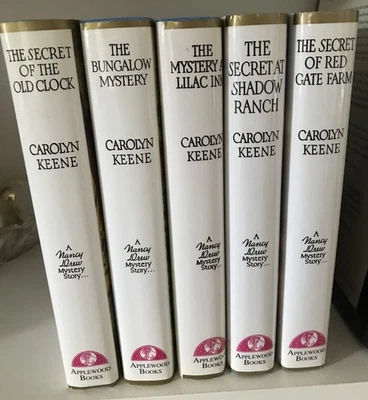 THE SECRET
OF THE
OLD CLOCK
CAROLYN
KEENE
A
Nancy
Drew
Mystery
Story...
APPLEWOOD
BOOKS
THE
BUNGALOW
MYSTERY
CAROLYN
KEENE
A
Nancy
Drew
Mystery
Story...
APPLEWOOD
BOOKS
THE
MYSTERY A
LILAC INN
CAROLYN
KEENE
A
Nancy
Drew
Mystery
Story...
APPLEWOOD
BOOKS
THE
SECRET AT
SHADOW
RANCH
CAROLYN
KEENE
A
Nancy
Drew
Mystery
Story...
APPLEWOOD
BOOKS
THE SECRET
OF RED
GATE FARM
CAROLYN
KEENE
A
Nancy
Drew
Mystery
Story...
APPLEWOOD
BOOKS